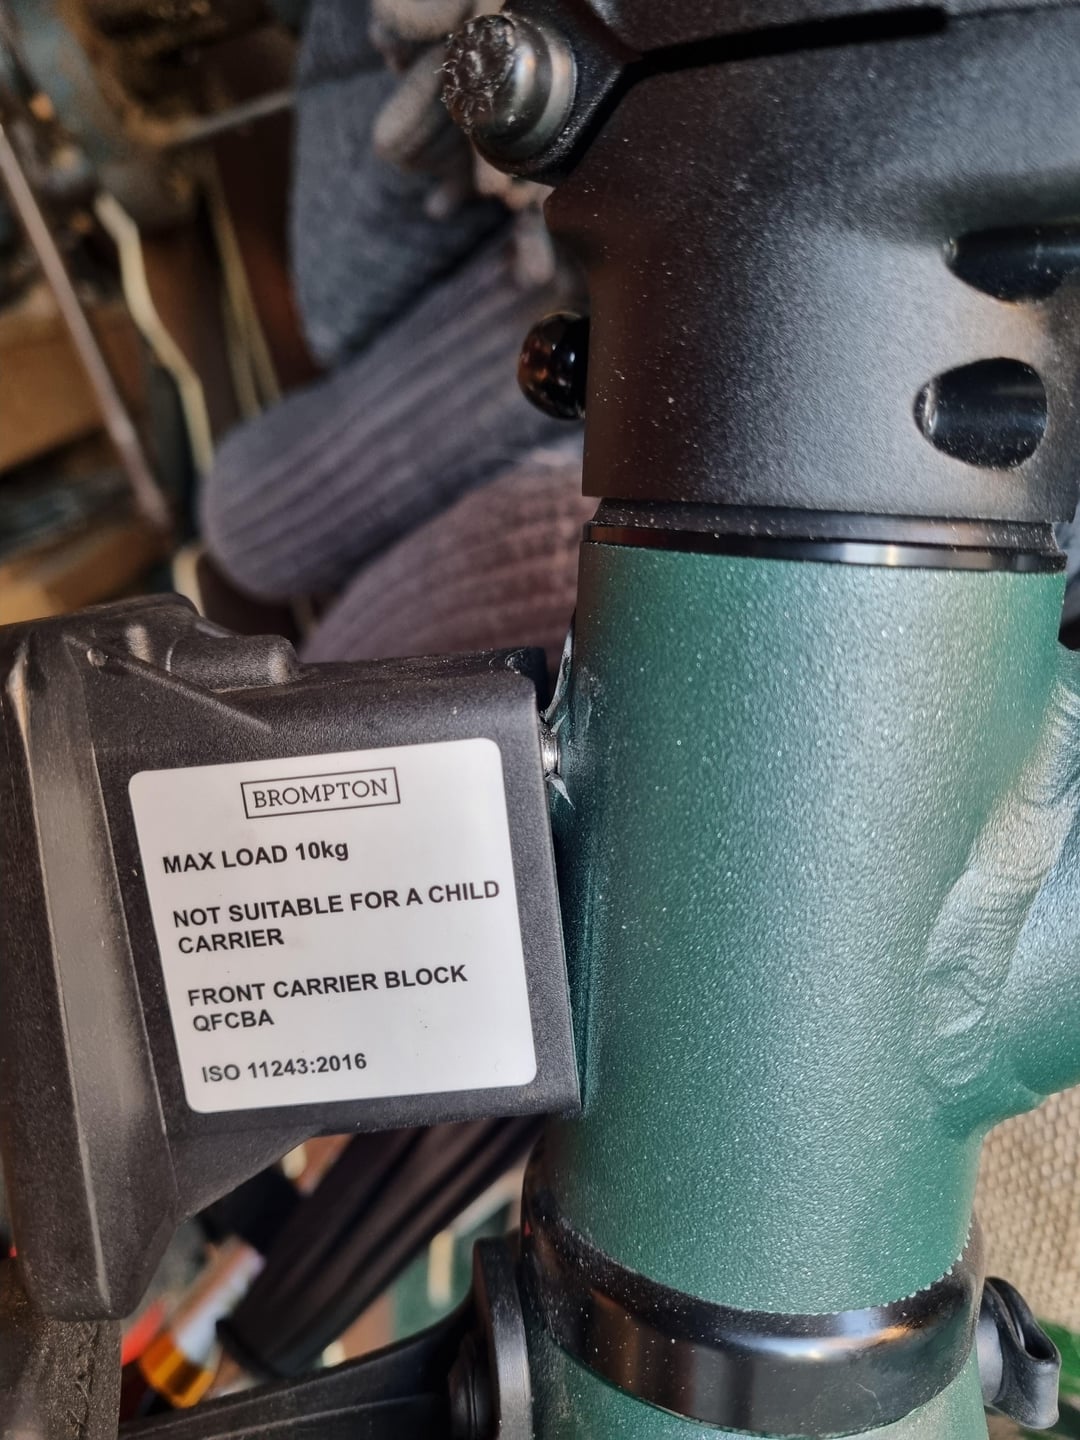 BROMPTON
MAX LOAD 10kg
NOT SUITABLE FOR A CHILD
CARRIER
FRONT CARRIER BLOCK
QFCBA
ISO 11243:2016